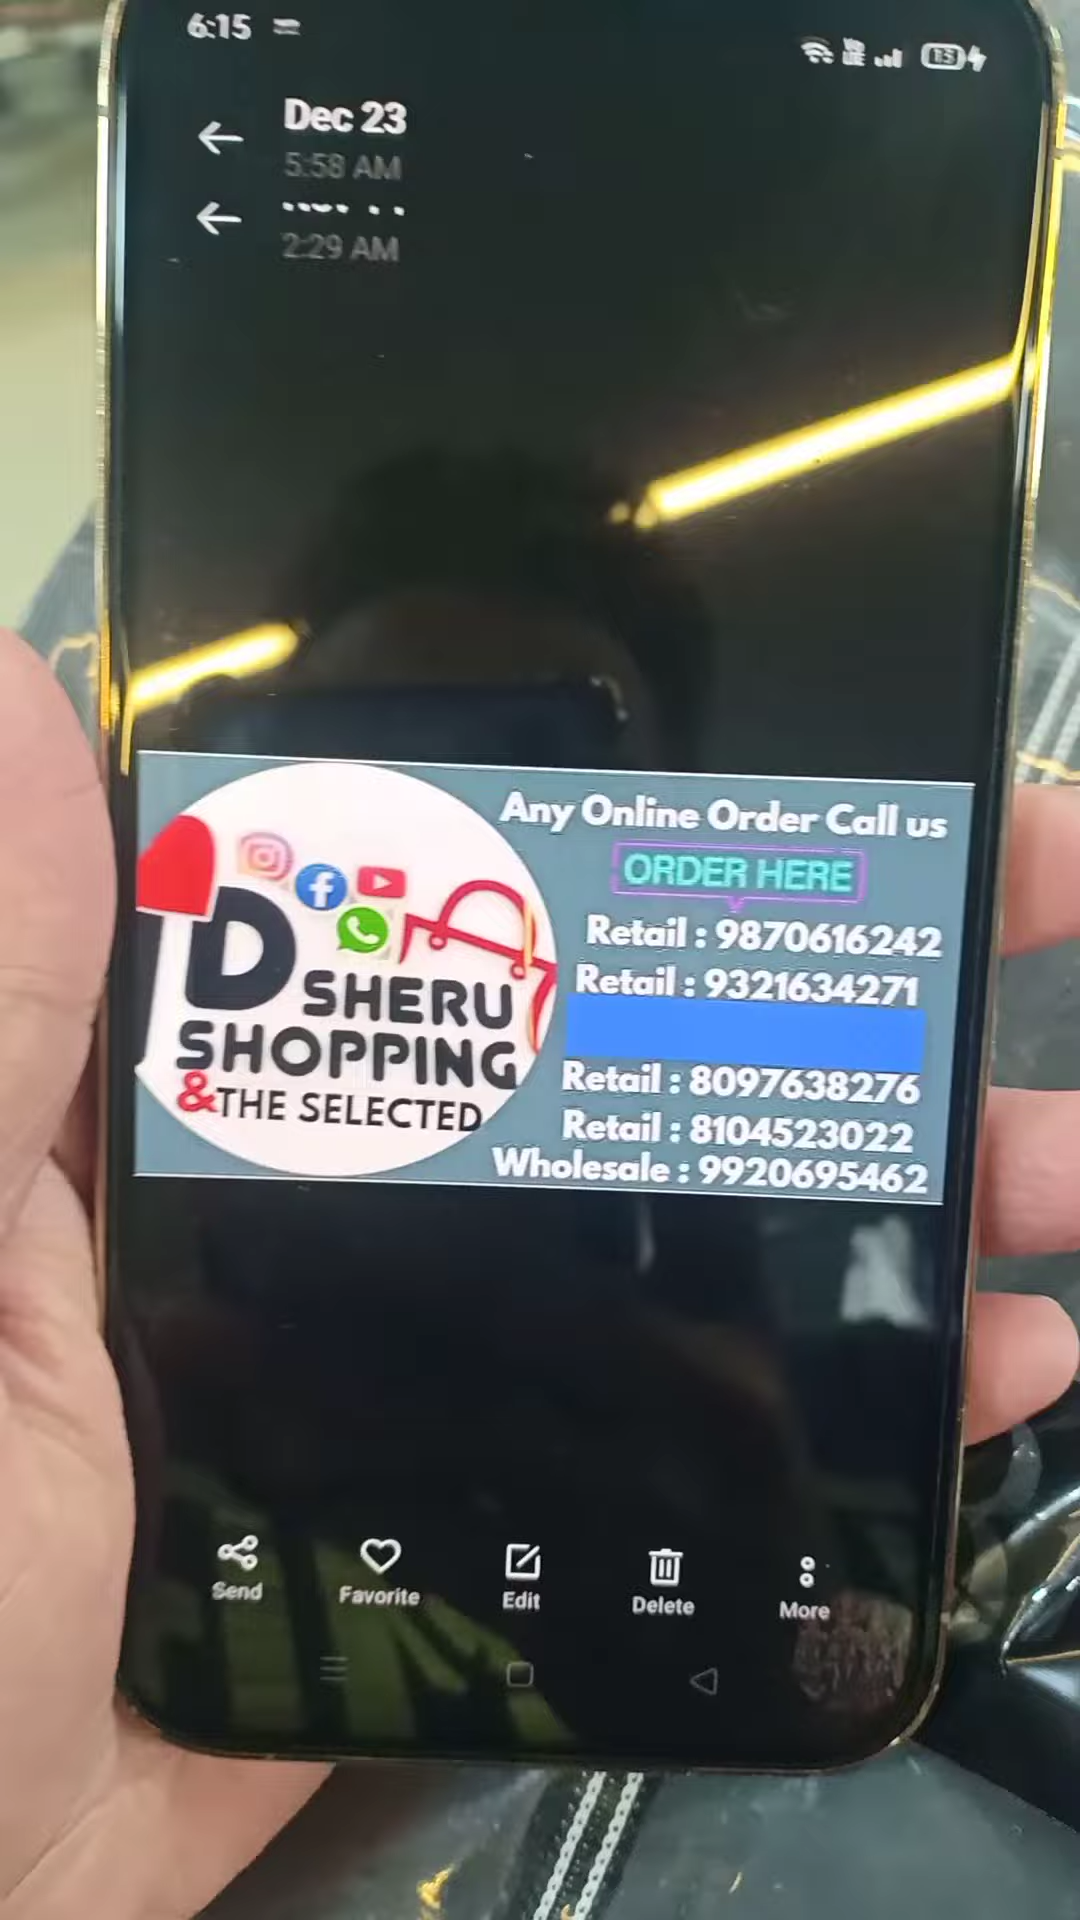 6:15
13
Dec 23
5:58 AM
2:29 AM
Any Online Order Call us
ORDER HERE
Retail : 9870616242
Retail : 9321634271
Retail : 8097638276
Retail : 8104523022
Wholesale : 9920695462
D SHERU
SHOPPING
&THE SELECTED
Send
Favorite
Edit
Delete
More